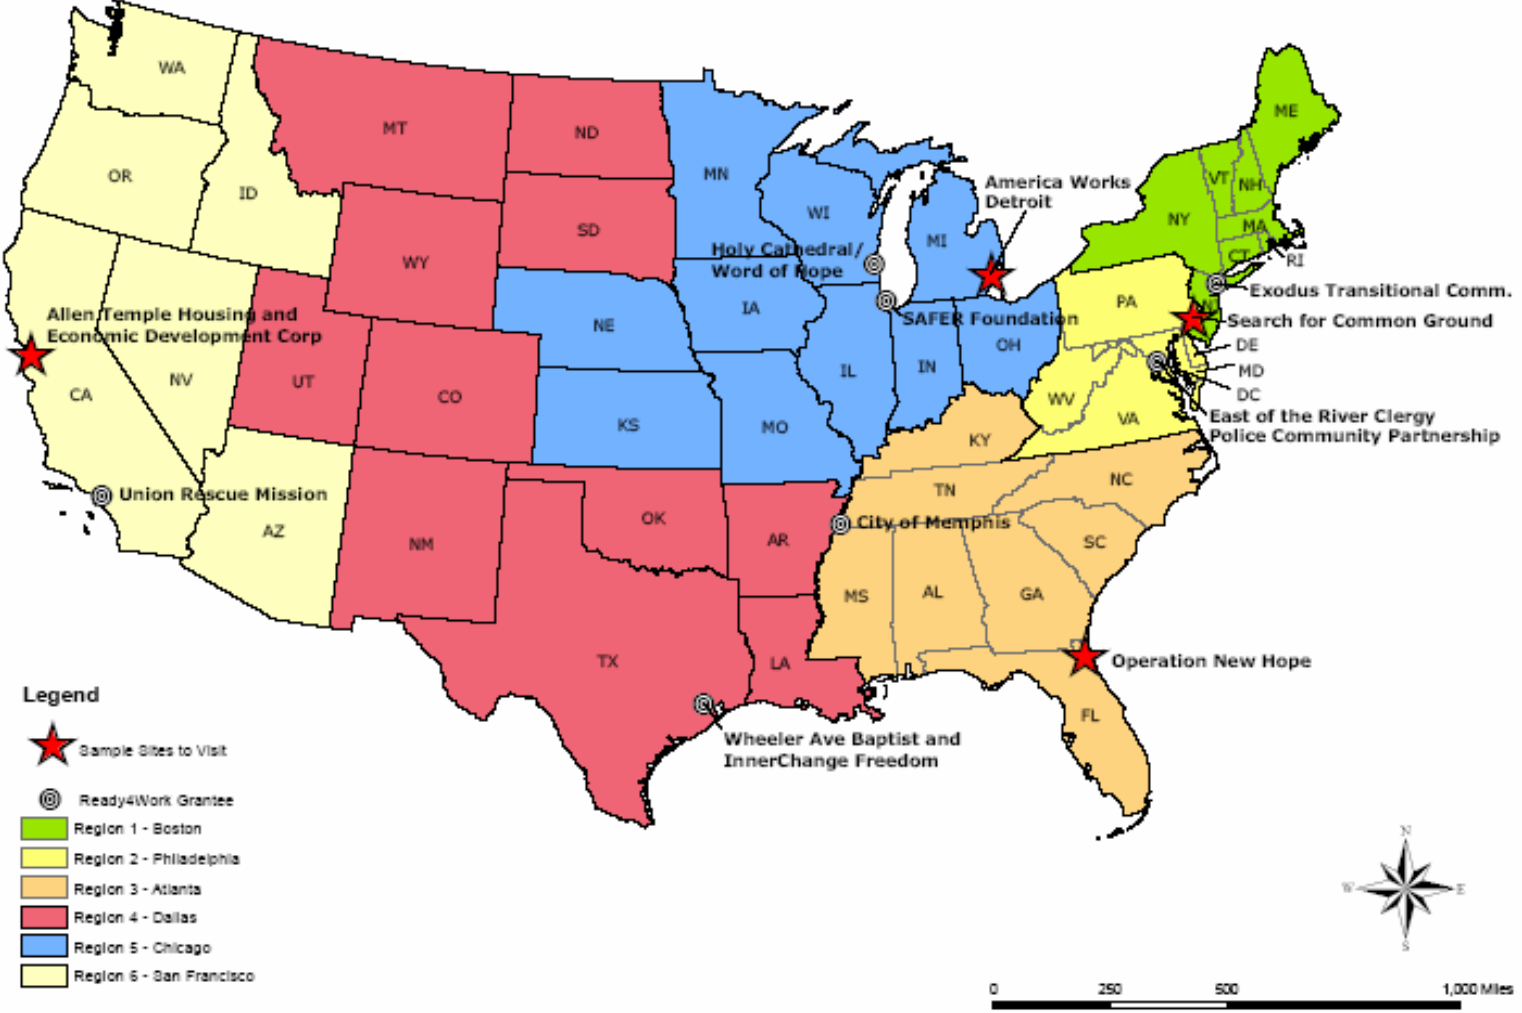 WA
MT
ND
MN
ME
OR
ID
SD
WI
MI
America Works
Detroit
VT
NH
NY
MA
CT
RI
WY
Holy Cathedral/
Word of Hope
IA
NE
SAFER Foundation
PA
NJ
Exodus Transitional Comm.
Search for Common Ground
Allen Temple Housing and
Economic Development Corp
CA
NV
UT
CO
KS
MO
IL
IN
OH
DE
MD
DC
WV
VA
East of the River Clergy
Police Community Partnership
KY
Union Rescue Mission
AZ
NM
OK
AR
TN
NC
City of Memphis
SC
MS
AL
GA
TX
LA
Operation New Hope
FL
Wheeler Ave Baptist and
InnerChange Freedom
Legend
Sample Sites to Visit
Ready4Work Grantee
Region 1 - Boston
Region 2 - Philadelphia
Region 3 - Atlanta
Region 4 - Dallas
Region 5 - Chicago
Region 6 - San Francisco
N
W
E
S
0 250 500 1,000 Miles